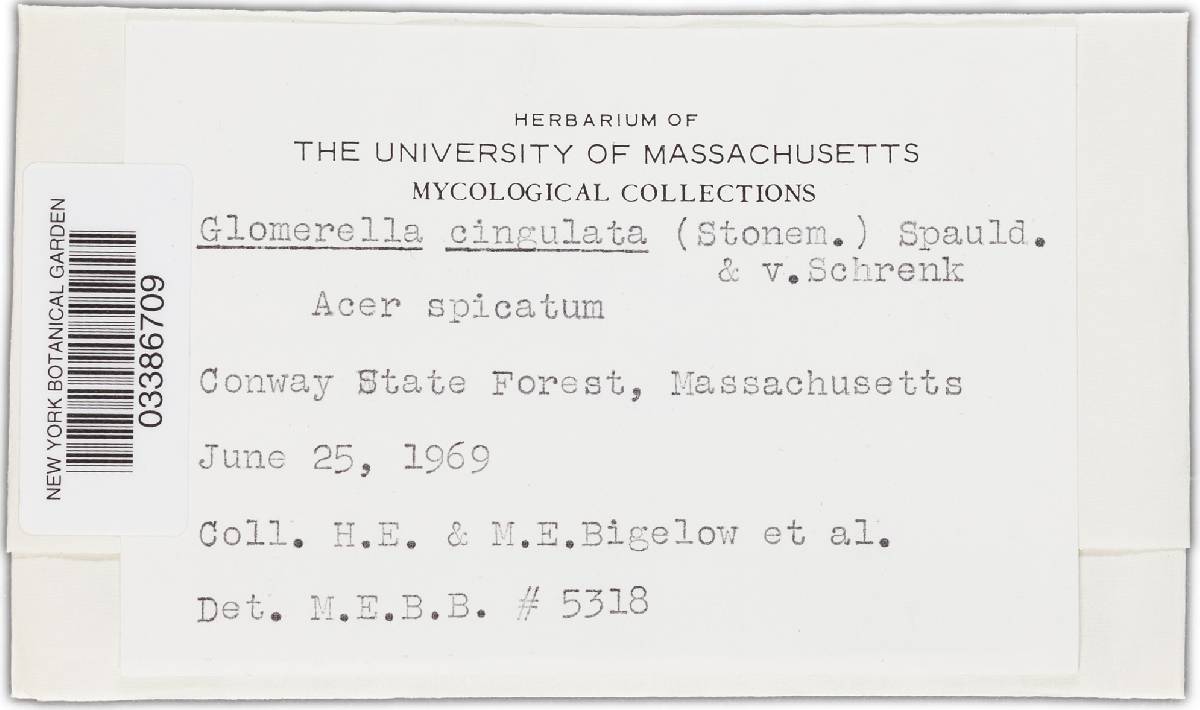 HERBARIUM OF
THE UNIVERSITY OF MASSACHUSETTS
MYCOLOGICAL COLLECTIONS
Glomerella cingulata (Stonem.) Spauld.
& v.Schrenk
Acer spicatum
Conway State Forest, Massachusetts
June 25, 1969
Coll. H.E. & M.E.Bigelow et al.
Det. M.E.B.B. # 5318
NEW YORK BOTANICAL GARDEN
03386709